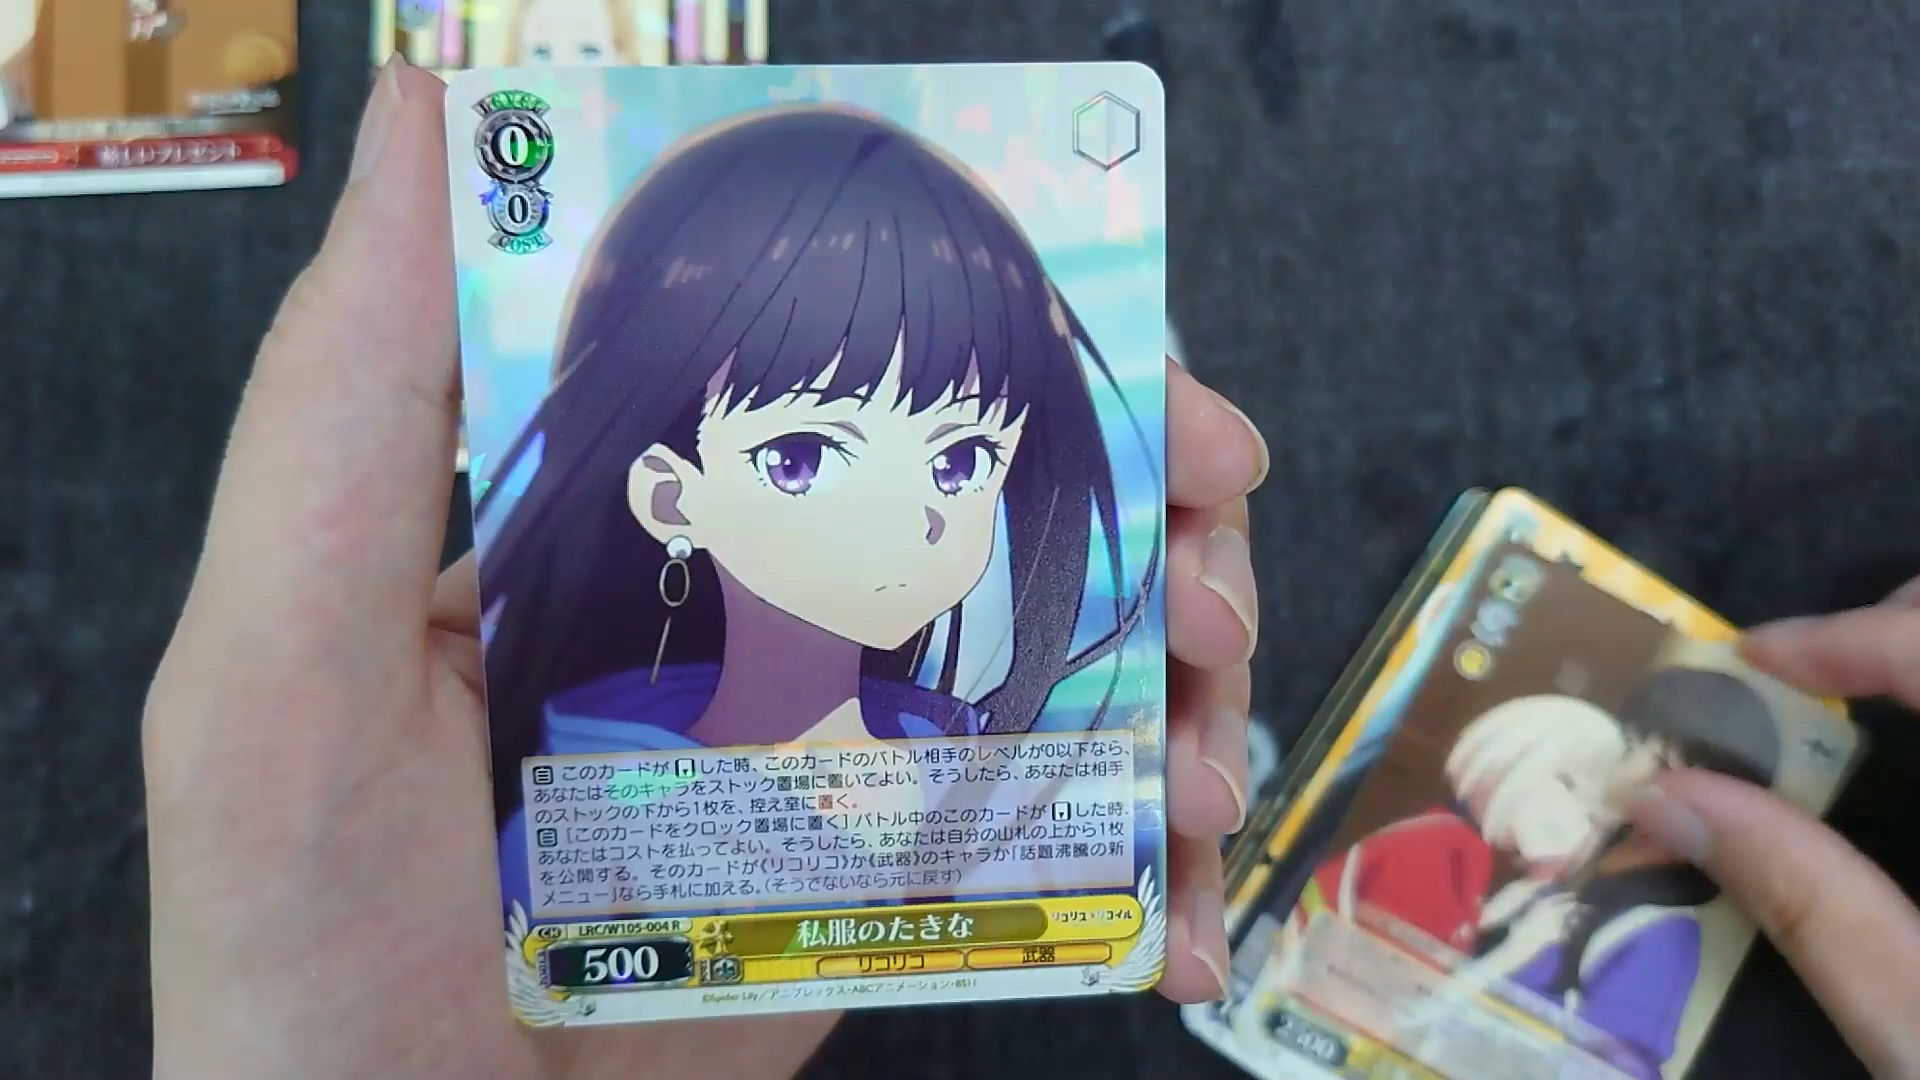 嬉しいプレゼント
LEVEL
0
0
COST
このカードが した時、このカードのバトル相手のレベルが0以下なら、
あなたはそのキャラをストック置場に置いてよい。そうしたら、あなたは相手
のストックの下から1枚を、控え室に置く。
[このカードをクロック置場に置く] バトル中のこのカードが した時、
あなたはコストを払ってよい。そうしたら、あなたは自分の山札の上から1枚
を公開する。そのカードが《リコリコ》か《武器》のキャラか「話題沸騰の新
メニュー」なら手札に加える。(そうでないなら元に戻す)
CH LRC/W105-004 R 私服のたきな リコリス・リコイル
500 リコリコ 武器
©Spider Lily／アニプレックス・ABCアニメーション・BS11
2500